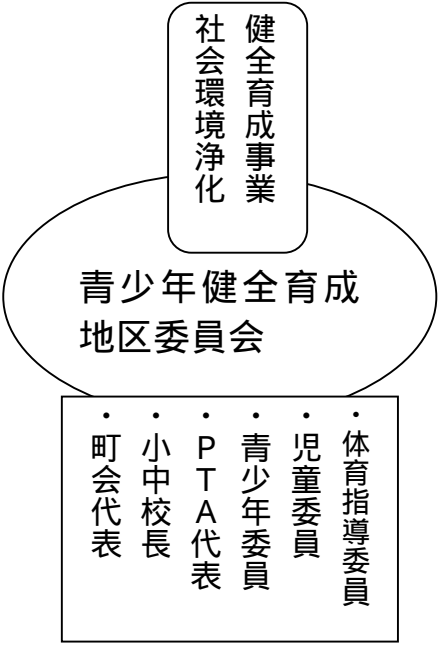 健全育成事業
社会環境浄化
青少年健全育成
地区委員会
・体育指導委員
・児童委員
・青少年委員
・ＰＴＡ代表
・小中校長
・町会代表